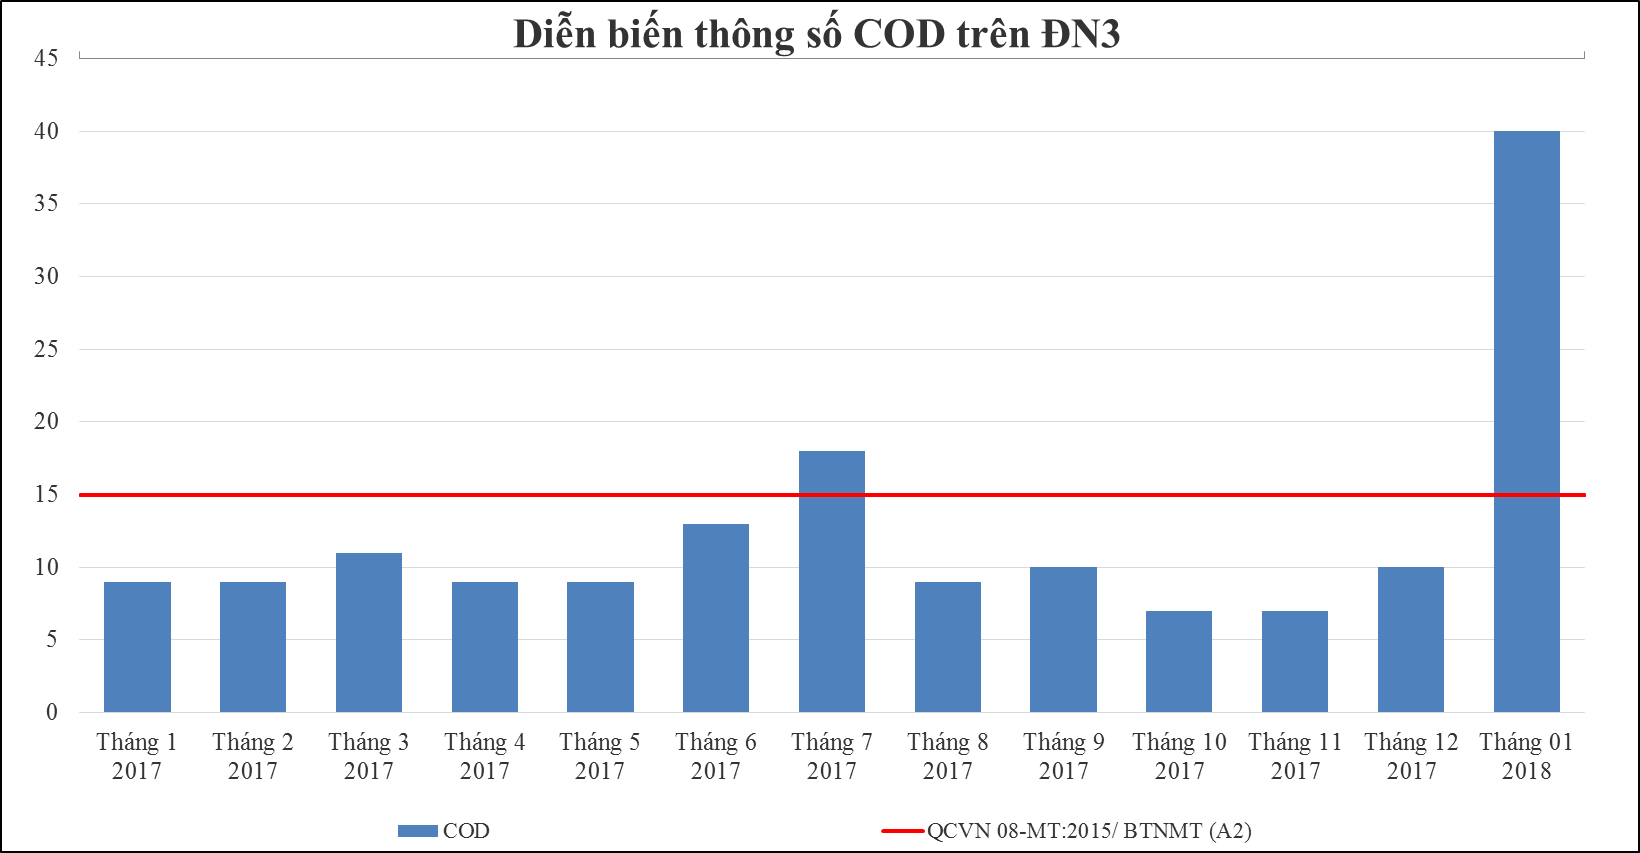 Diễn biến thông số COD trên ĐN3
45
40
35
30
25
20
15
10
5
0
Tháng 1 2017
Tháng 2 2017
Tháng 3 2017
Tháng 4 2017
Tháng 5 2017
Tháng 6 2017
Tháng 7 2017
Tháng 8 2017
Tháng 9 2017
Tháng 10 2017
Tháng 11 2017
Tháng 12 2017
Tháng 01 2018
COD
QCVN 08-MT:2015/ BTNMT (A2)